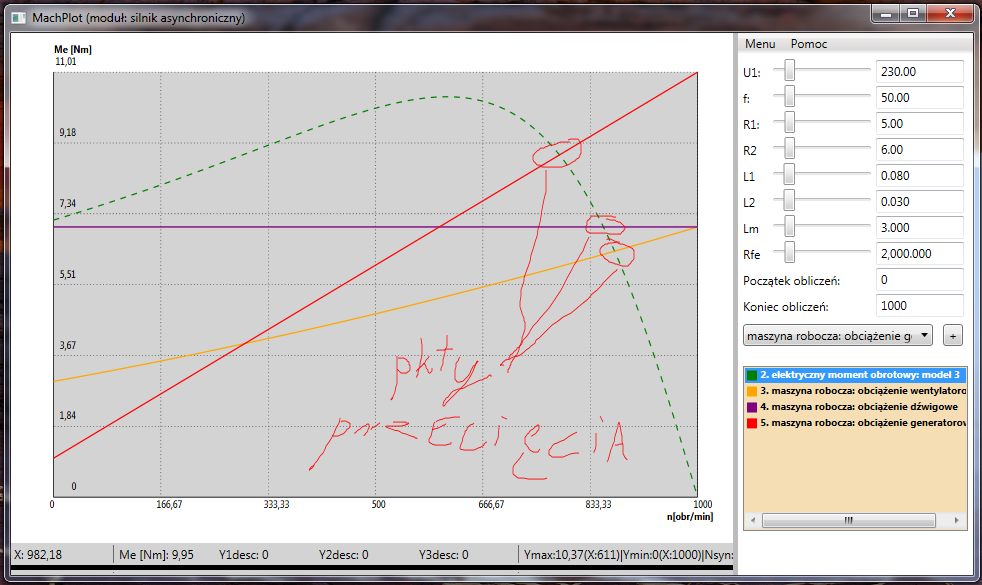 MachPlot (moduł: silnik asynchroniczny)
Me [Nm]
11,01
9,18
7,34
5,51
3,67
1,84
0
0 166,67 333,33 500 666,67 833,33 1000
n[obr/min]
pkty
przEcięciA
Menu Pomoc
U1: 230.00
f: 50.00
R1: 5.00
R2 6.00
L1 0.080
L2 0.030
Lm 3.000
Rfe 2,000.000
Początek obliczeń: 0
Koniec obliczeń: 1000
maszyna robocza: obciążenie g +
2. elektryczny moment obrotowy: model 3
3. maszyna robocza: obciążenie wentylatoro
4. maszyna robocza: obciążenie dźwigowe
5. maszyna robocza: obciążenie generatorow
X: 982,18 Me [Nm]: 9,95 Y1desc: 0 Y2desc: 0 Y3desc: 0 Ymax:10,37(X:611)|Ymin:0(X:1000)|Nsyn: